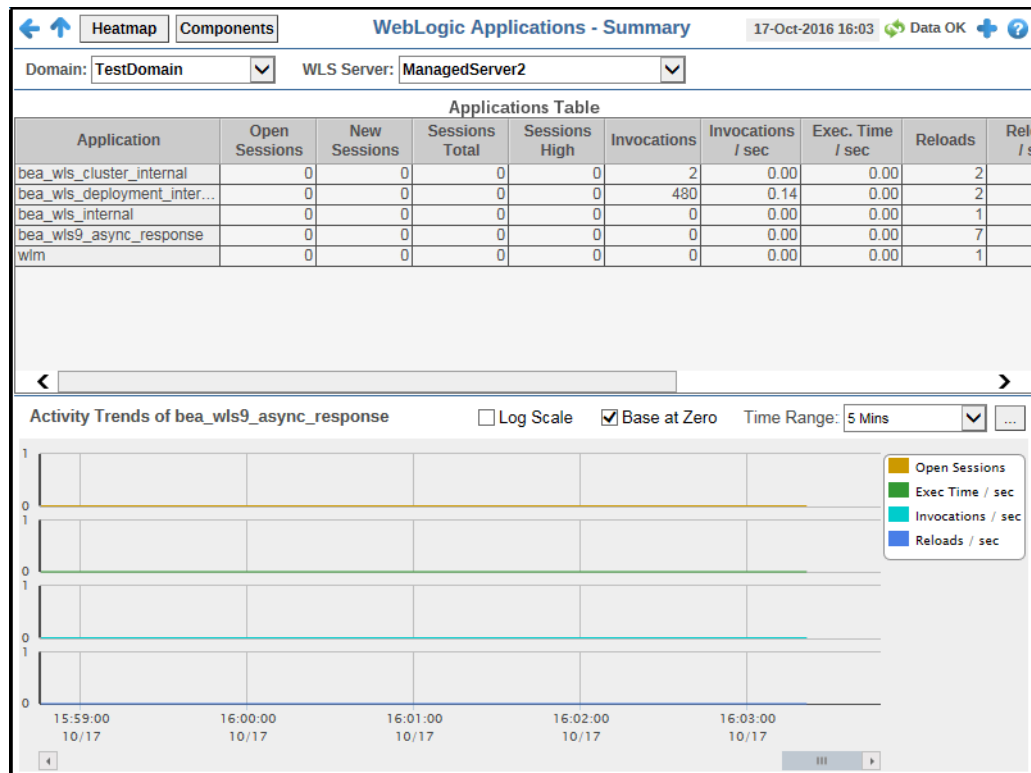 Heatmap Components WebLogic Applications - Summary 17-Oct-2016 16:03 Data OK
Domain: TestDomain WLS Server: ManagedServer2
Applications Table
Application Open Sessions New Sessions Sessions Total Sessions High Invocations Invocations / sec Exec. Time / sec Reloads Relo / s
bea_wls_cluster_internal 0 0 0 0 2 0.00 0.00 2
bea_wls_deployment_inter... 0 0 0 0 480 0.14 0.00 2
bea_wls_internal 0 0 0 0 0 0.00 0.00 1
bea_wls9_async_response 0 0 0 0 0 0.00 0.00 7
wlm 0 0 0 0 0 0.00 0.00 1
Activity Trends of bea_wls9_async_response Log Scale Base at Zero Time Range: 5 Mins ...
1
0
1
0
1
0
1
0
Open Sessions
Exec Time / sec
Invocations / sec
Reloads / sec
15:59:00 16:00:00 16:01:00 16:02:00 16:03:00
10/17 10/17 10/17 10/17 10/17